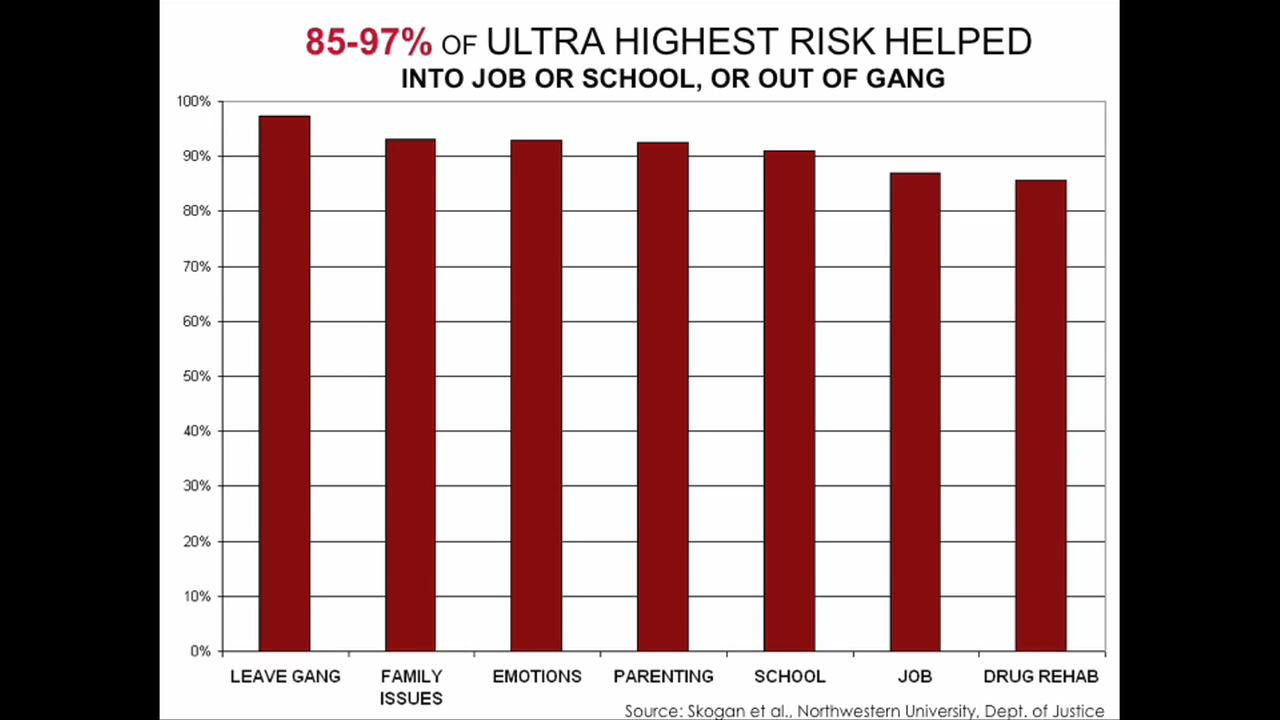 85-97% OF ULTRA HIGHEST RISK HELPED
INTO JOB OR SCHOOL, OR OUT OF GANG
100%
90%
80%
70%
60%
50%
40%
30%
20%
10%
0%
LEAVE GANG
FAMILY
ISSUES
EMOTIONS
PARENTING
SCHOOL
JOB
DRUG REHAB
Source: Skogan et al., Northwestern University, Dept. of Justice